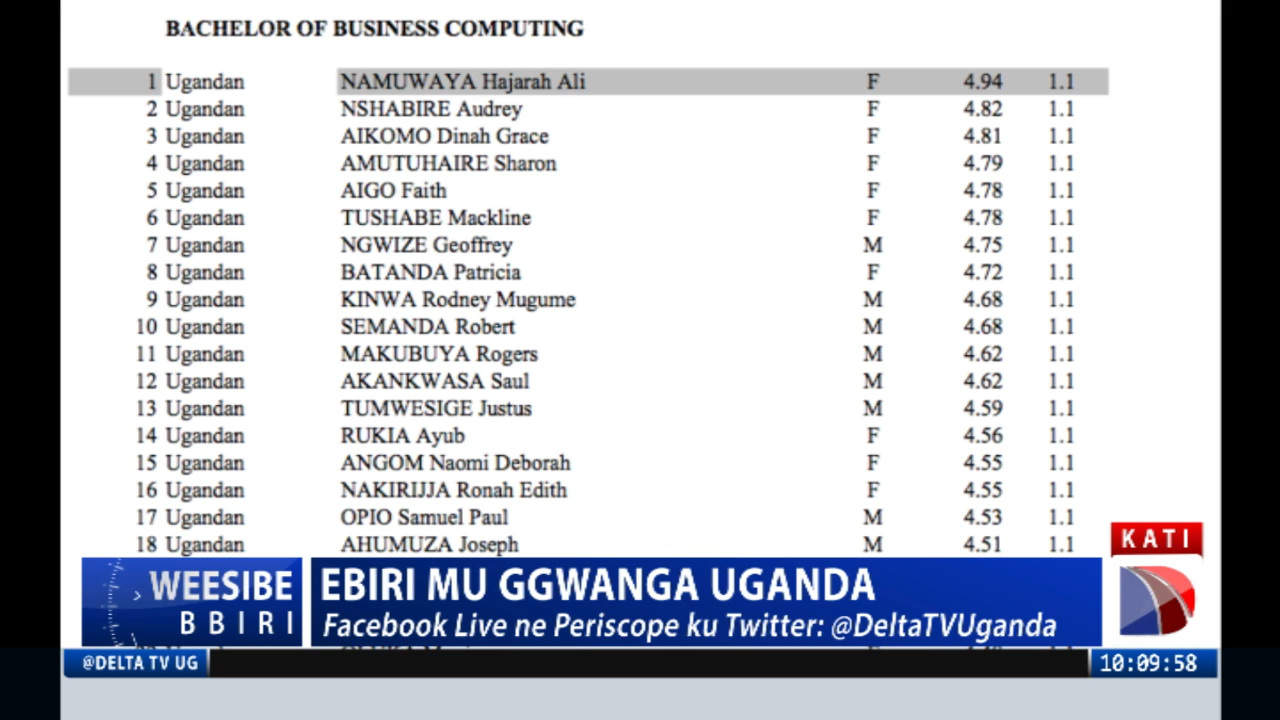 BACHELOR OF BUSINESS COMPUTING
1 Ugandan NAMUWAYA Hajarah Ali F 4.94 1.1
2 Ugandan NSHABIRE Audrey F 4.82 1.1
3 Ugandan AIKOMO Dinah Grace F 4.81 1.1
4 Ugandan AMUTUHAIRE Sharon F 4.79 1.1
5 Ugandan AIGO Faith F 4.78 1.1
6 Ugandan TUSHABE Mackline F 4.78 1.1
7 Ugandan NGWIZE Geoffrey M 4.75 1.1
8 Ugandan BATANDA Patricia F 4.72 1.1
9 Ugandan KINWA Rodney Mugume M 4.68 1.1
10 Ugandan SEMANDA Robert M 4.68 1.1
11 Ugandan MAKUBUYA Rogers M 4.62 1.1
12 Ugandan AKANKWASA Saul M 4.62 1.1
13 Ugandan TUMWESIGE Justus M 4.59 1.1
14 Ugandan RUKIA Ayub F 4.56 1.1
15 Ugandan ANGOM Naomi Deborah F 4.55 1.1
16 Ugandan NAKIRIJJA Ronah Edith F 4.55 1.1
17 Ugandan OPIO Samuel Paul M 4.53 1.1
18 Ugandan AHUMUZA Joseph M 4.51 1.1
KATI
WEESIBE
BBIRI
EBIRI MU GGWANGA UGANDA
Facebook Live ne Periscope ku Twitter: @DeltaTVUganda
@DELTA TV UG
10:09:58